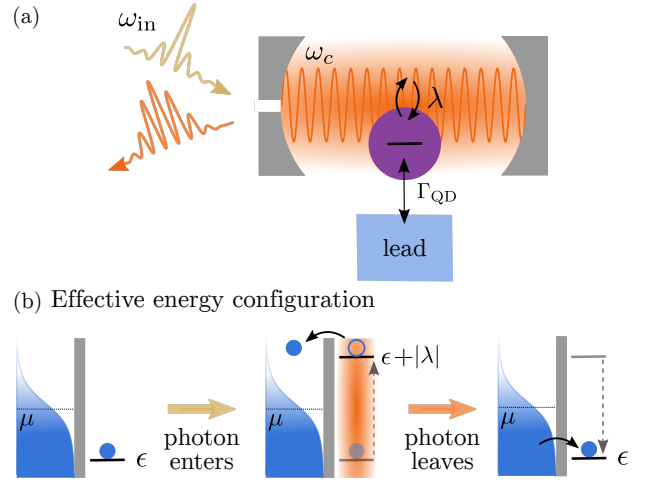 (a)
ω_in
ω_c
λ
Γ_QD
lead
(b) Effective energy configuration
μ
ϵ
photon
enters
ϵ+|λ|
photon
leaves
μ
ϵ